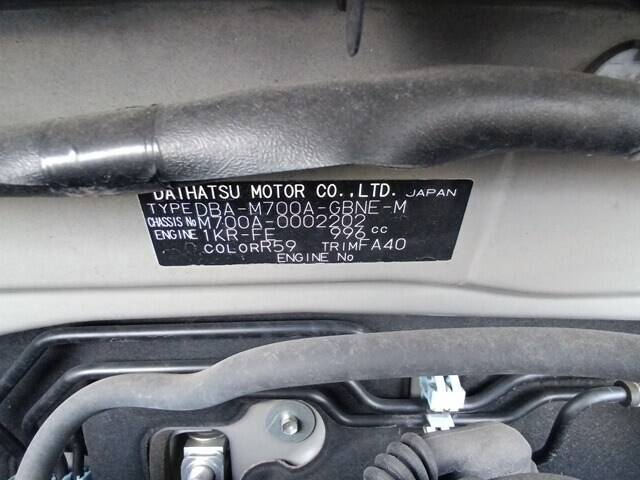 DAIHATSU MOTOR CO.,LTD. JAPAN
TYPE DBA-M700A-GBNE-M
CHASSIS No M700A-0002202
ENGINE 1KR-FE 996 cc
COLOR R59 TRIM FA40
ENGINE No